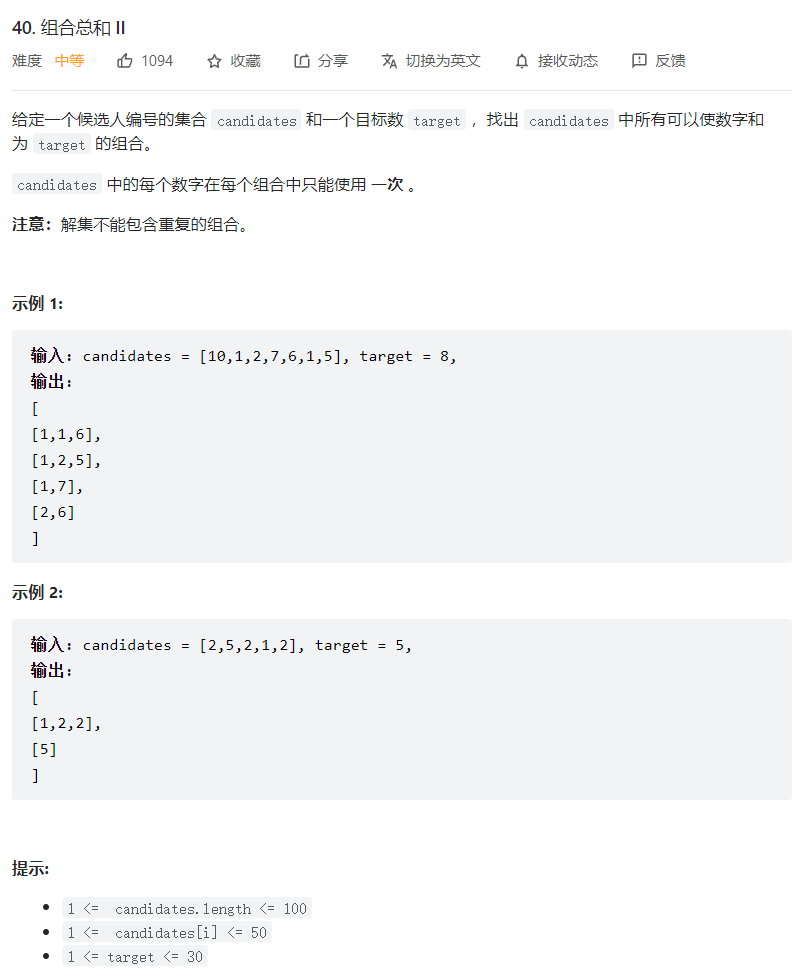 40. 组合总和 II
难度 中等 1094 收藏 分享 切换为英文 接收动态 反馈
给定一个候选人编号的集合 candidates 和一个目标数 target ，找出 candidates 中所有可以使数字和
为 target 的组合。
candidates 中的每个数字在每个组合中只能使用 一次 。
注意：解集不能包含重复的组合。
示例 1:
输入: candidates = [10,1,2,7,6,1,5], target = 8,
输出:
[
[1,1,6],
[1,2,5],
[1,7],
[2,6]
]
示例 2:
输入: candidates = [2,5,2,1,2], target = 5,
输出:
[
[1,2,2],
[5]
]
提示:
• 1 <= candidates.length <= 100
• 1 <= candidates[i] <= 50
• 1 <= target <= 30